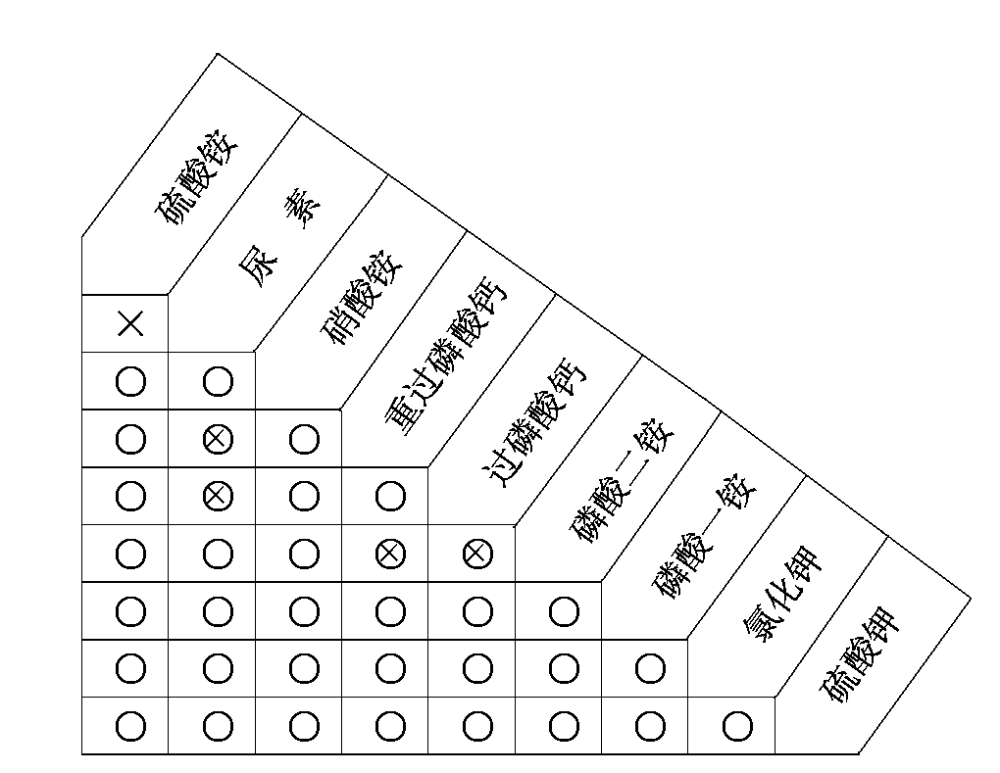 硫酸铵
尿 素
硝酸铵
重过磷酸钙
过磷酸钙
磷酸二铵
磷酸一铵
氯化钾
硫酸钾
×
○ ○
○ ⊗ ○
○ ⊗ ○ ○
○ ○ ○ ⊗ ⊗
○ ○ ○ ○ ○ ○
○ ○ ○ ○ ○ ○ ○
○ ○ ○ ○ ○ ○ ○ ○